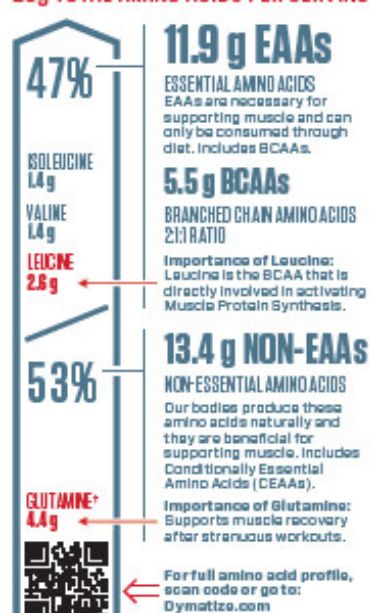 TOTAL AMINO ACIDS PER SERVING
47%
11.9 g EAAs
ESSENTIAL AMINO ACIDS
EAAs are necessary for
supporting muscle and can
only be consumed through
diet. Includes BCAAs.
ISOLEUCINE
1.4 g
VALINE
1.4 g
LEUCINE
2.6 g
5.5 g BCAAs
BRANCHED CHAIN AMINO ACIDS
2:1:1 RATIO
Importance of Leucine:
Leucine is the BCAA that is
directly involved in activating
Muscle Protein Synthesis.
53%
13.4 g NON-EAAs
NON-ESSENTIAL AMINO ACIDS
Our bodies produce these
amino acids naturally and
they are beneficial for
supporting muscle. Includes
Conditionally Essential
Amino Acids (CEAAs).
GLUTAMINE†
4.4 g
Importance of Glutamine:
Supports muscle recovery
after strenuous workouts.
For full amino acid profile,
scan code or go to:
Dymatize.com